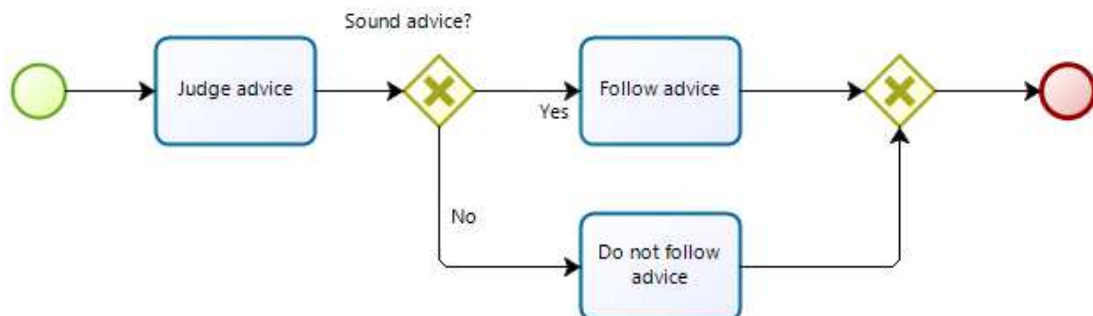 Sound advice?
Judge advice
Follow advice
Yes
No
Do not follow
advice